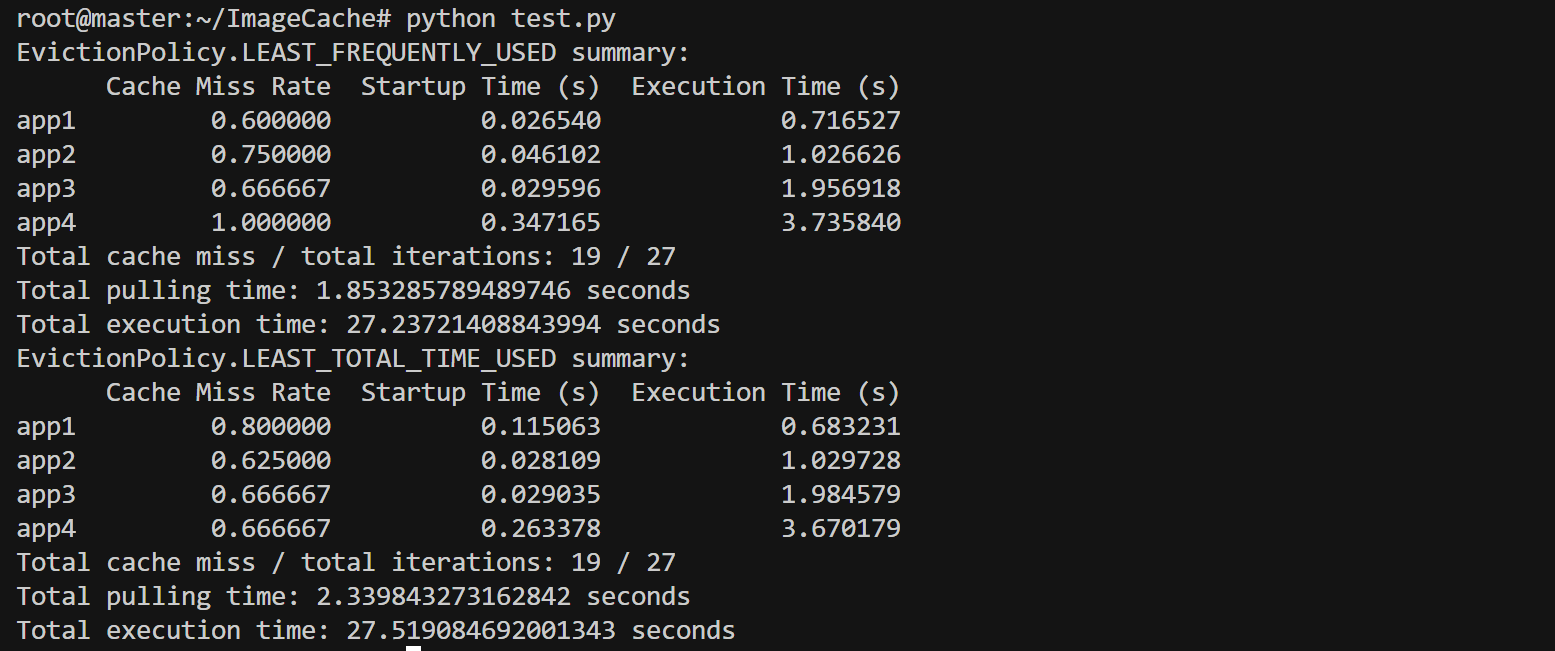 root@master:~/ImageCache# python test.py
EvictionPolicy.LEAST_FREQUENTLY_USED summary:
      Cache Miss Rate  Startup Time (s)  Execution Time (s)
app1         0.600000          0.026540            0.716527
app2         0.750000          0.046102            1.026626
app3         0.666667          0.029596            1.956918
app4         1.000000          0.347165            3.735840
Total cache miss / total iterations: 19 / 27
Total pulling time: 1.853285789489746 seconds
Total execution time: 27.23721408843994 seconds
EvictionPolicy.LEAST_TOTAL_TIME_USED summary:
      Cache Miss Rate  Startup Time (s)  Execution Time (s)
app1         0.800000          0.115063            0.683231
app2         0.625000          0.028109            1.029728
app3         0.666667          0.029035            1.984579
app4         0.666667          0.263378            3.670179
Total cache miss / total iterations: 19 / 27
Total pulling time: 2.339843273162842 seconds
Total execution time: 27.519084692001343 seconds